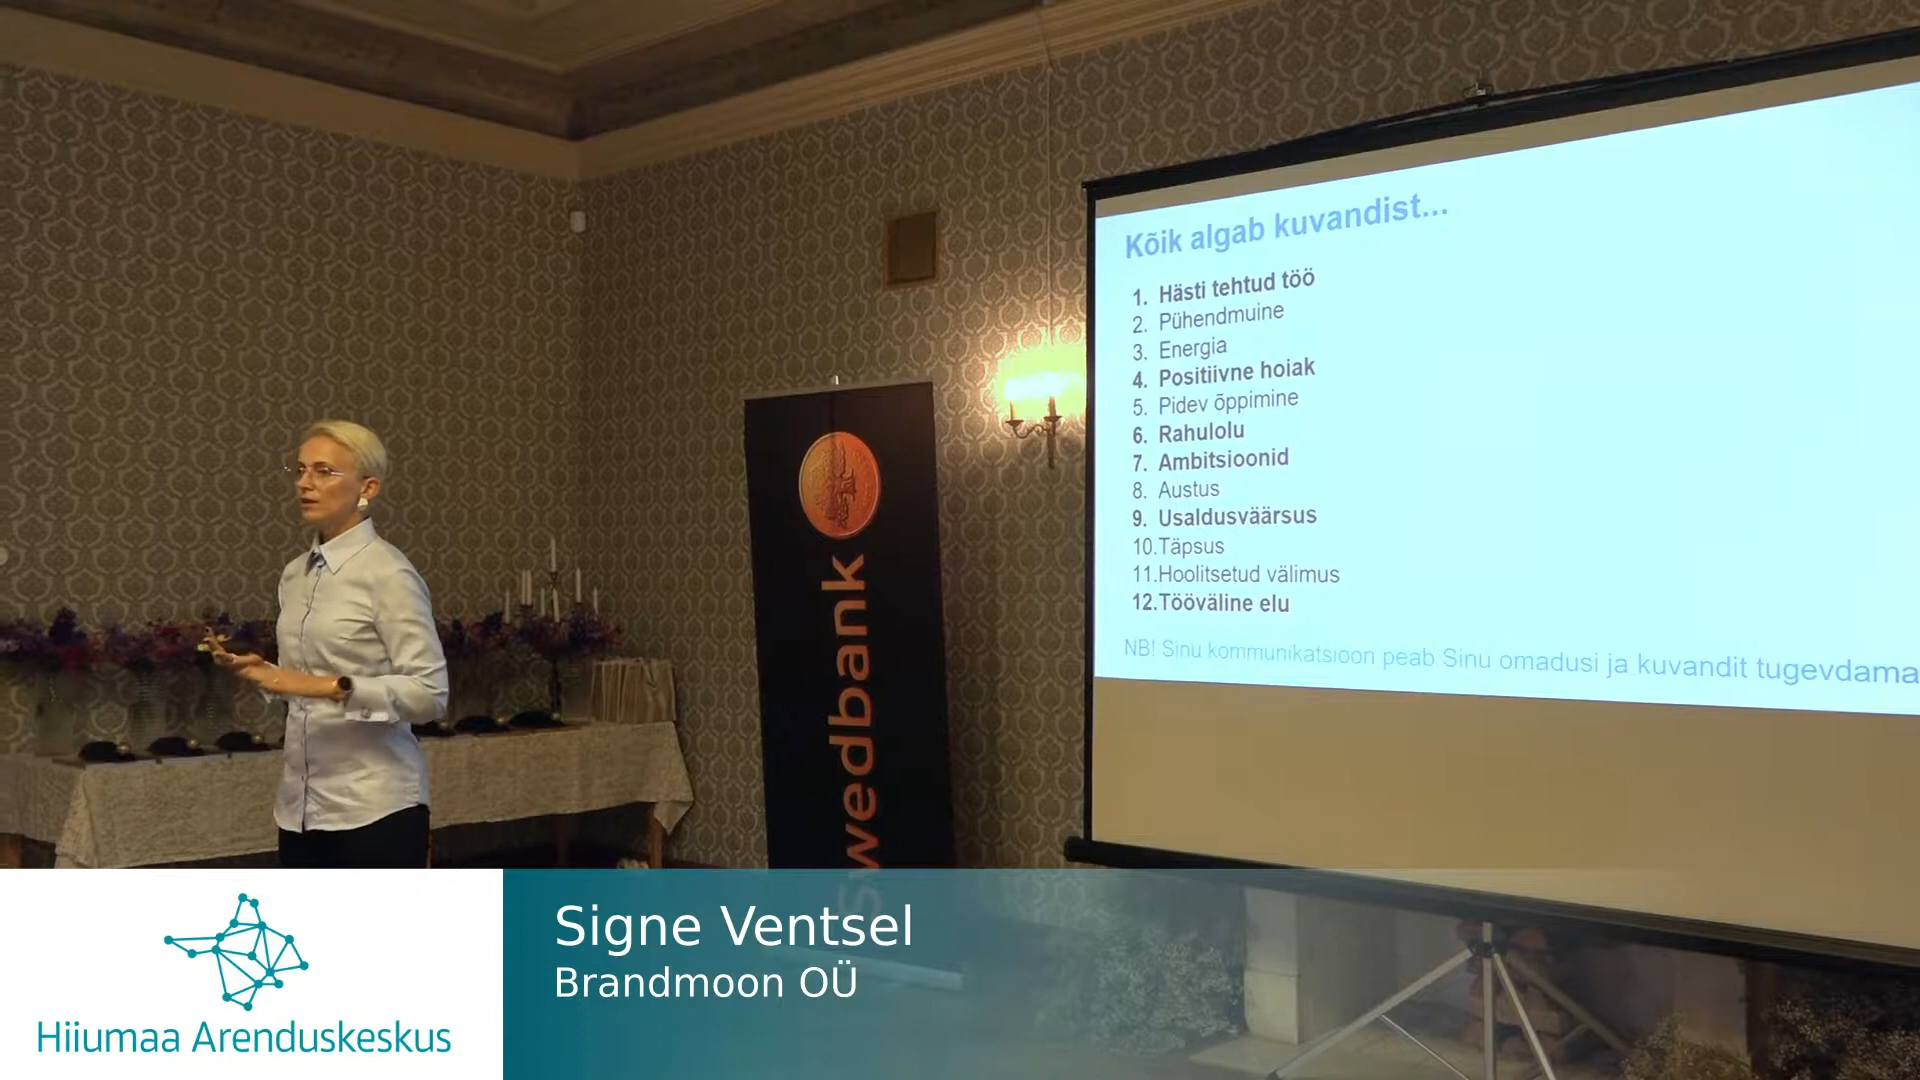 Kõik algab kuvandist...
1. Hästi tehtud töö
2. Pühendmuine
3. Energia
4. Positiivne hoiak
5. Pidev õppimine
6. Rahulolu
7. Ambitsioonid
8. Austus
9. Usaldusväärsus
10.Täpsus
11.Hoolitsetud välimus
12.Tööväline elu
NB! Sinu kommunikatsioon peab Sinu omadusi ja kuvandit tugevdama
Swedbank
Signe Ventsel
Brandmoon OÜ
Hiiumaa Arenduskeskus